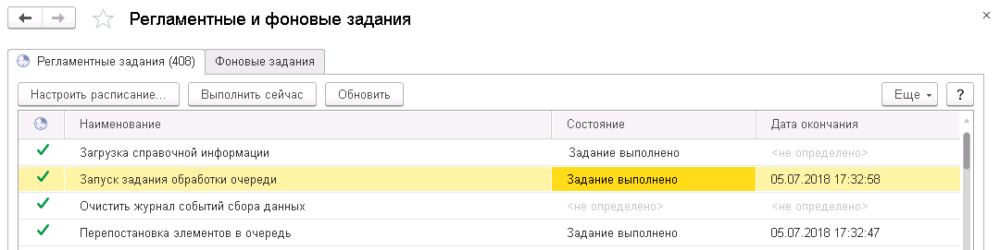 Регламентные и фоновые задания
Регламентные задания (408) Фоновые задания
Настроить расписание... Выполнить сейчас Обновить Еще ?
Наименование Состояние Дата окончания
Загрузка справочной информации Задание выполнено <не определено>
Запуск задания обработки очереди Задание выполнено 05.07.2018 17:32:58
Очистить журнал событий сбора данных <не определено> <не определено>
Перепостановка элементов в очередь Задание выполнено 05.07.2018 17:32:47